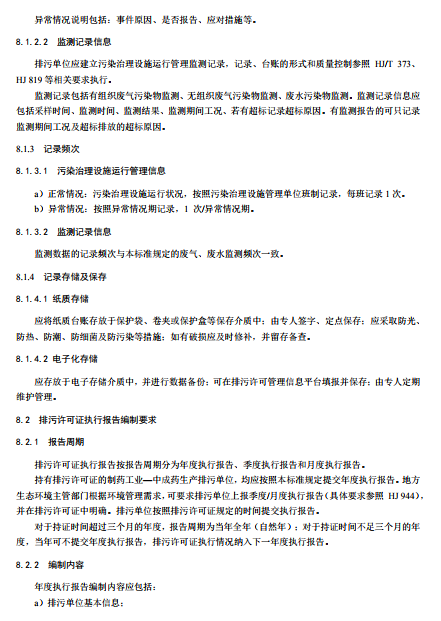 异常情况说明包括：事件原因、是否报告、应对措施等。
8.1.2.2 监测记录信息
排污单位应建立污染治理设施运行管理监测记录，记录、台账的形式和质量控制参照 HJ/T 373、
HJ 819 等相关要求执行。
监测记录包括有组织废气污染物监测、无组织废气污染物监测、废水污染物监测。监测记录信息应
包括采样时间、监测时间、监测结果、监测期间工况、若有超标记录超标原因。有监测报告的可只记录
监测期间工况及超标排放的超标原因。
8.1.3 记录频次
8.1.3.1 污染治理设施运行管理信息
a）正常情况：污染治理设施运行状况，按照污染治理设施管理单位班制记录，每班记录 1 次。
b）异常情况：按照异常情况期记录，1 次/异常情况期。
8.1.3.2 监测记录信息
监测数据的记录频次与本标准规定的废气、废水监测频次一致。
8.1.4 记录存储及保存
8.1.4.1 纸质存储
应将纸质台账存放于保护袋、卷夹或保护盒等保存介质中；由专人签字、定点保存；应采取防光、
防热、防潮、防细菌及防污染等措施；如有破损应及时修补，并留存备查。
8.1.4.2 电子化存储
应存放于电子存储介质中，并进行数据备份；可在排污许可管理信息平台填报并保存；由专人定期
维护管理。
8.2 排污许可证执行报告编制要求
8.2.1 报告周期
排污许可证执行报告按报告周期分为年度执行报告、季度执行报告和月度执行报告。
持有排污许可证的制药工业—中成药生产排污单位，均应按照本标准规定提交年度执行报告。地方
生态环境主管部门根据环境管理需求，可要求排污单位上报季度/月度执行报告（具体要求参照 HJ 944），
并在排污许可证中明确。排污单位按照排污许可证规定的时间提交执行报告。
对于持证时间超过三个月的年度，报告周期为当年全年（自然年）；对于持证时间不足三个月的年
度，当年可不提交年度执行报告，排污许可证执行情况纳入下一年度执行报告。
8.2.2 编制内容
年度执行报告编制内容应包括：
a）排污单位基本信息；